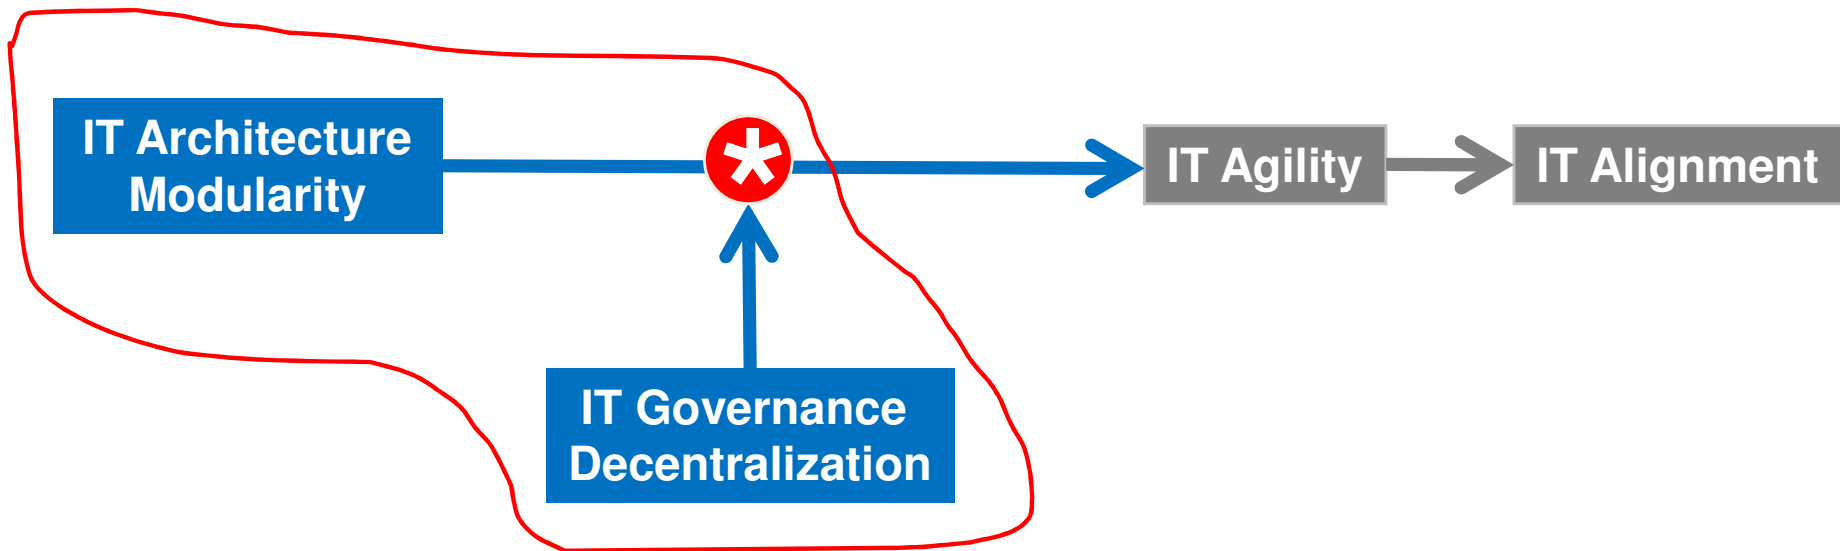 IT Architecture
Modularity
*
IT Agility
IT Alignment
IT Governance
Decentralization